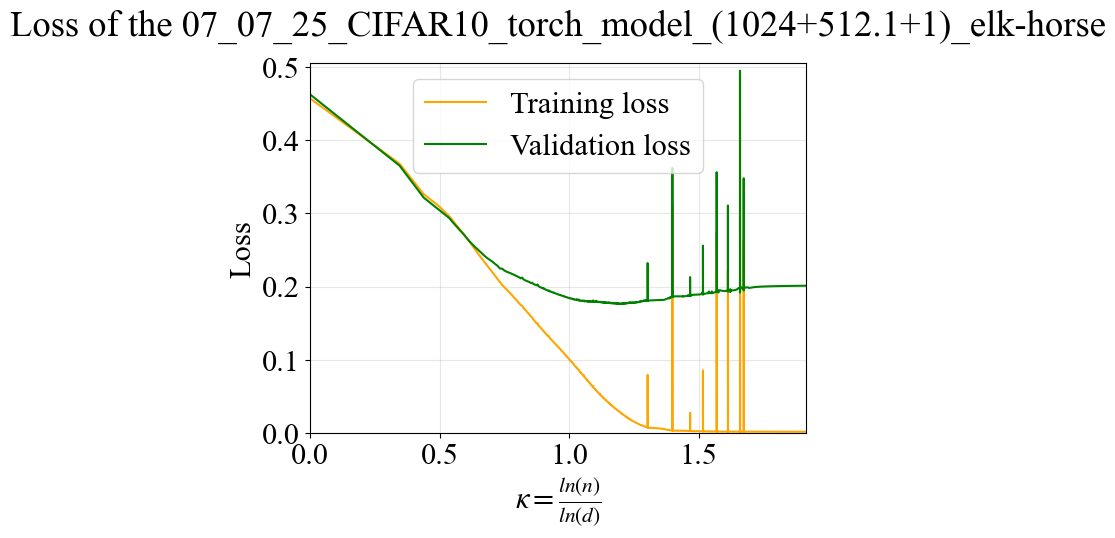 Loss of the 07_07_25_CIFAR10_torch_model_(1024+512.1+1)_elk-horse
Training loss
Validation loss
Loss
0.5
0.4
0.3
0.2
0.1
0.0
0.0 0.5 1.0 1.5
κ = ln(n)/ln(d)